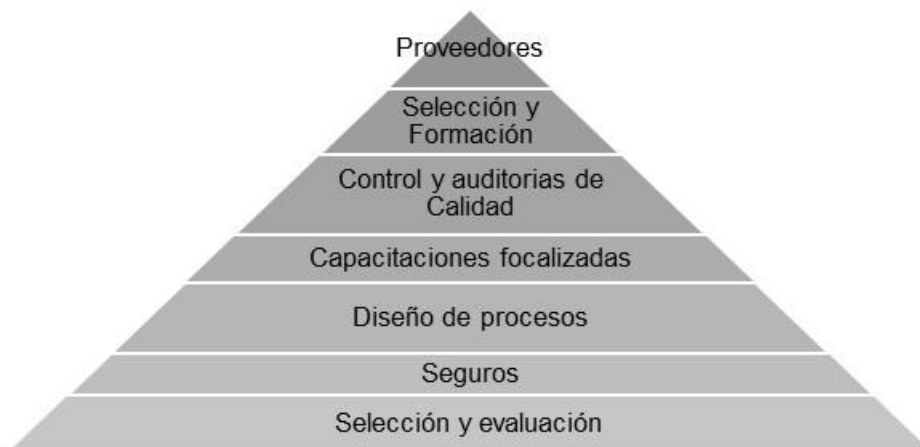 Proveedores
Selección y
Formación
Control y auditorias de
Calidad
Capacitaciones focalizadas
Diseño de procesos
Seguros
Selección y evaluación